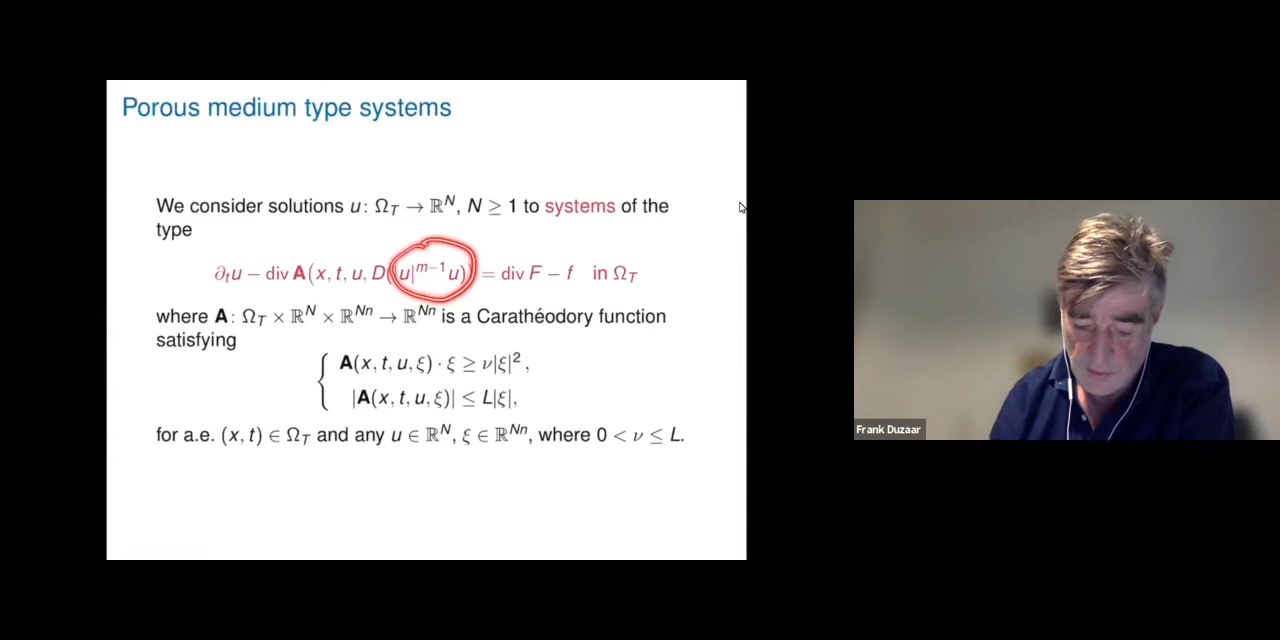 Porous medium type systems
We consider solutions u: Ω_T → ℝ^N, N ≥ 1 to systems of the
type
∂_t u − div A(x, t, u, D(|u|^{m−1}u)) = div F − f in Ω_T
where A: Ω_T × ℝ^N × ℝ^{Nn} → ℝ^{Nn} is a Carathéodory function
satisfying
A(x, t, u, ξ) · ξ ≥ ν|ξ|²,
|A(x, t, u, ξ)| ≤ L|ξ|,
for a.e. (x, t) ∈ Ω_T and any u ∈ ℝ^N, ξ ∈ ℝ^{Nn}, where 0 < ν ≤ L.
Frank Duzaar